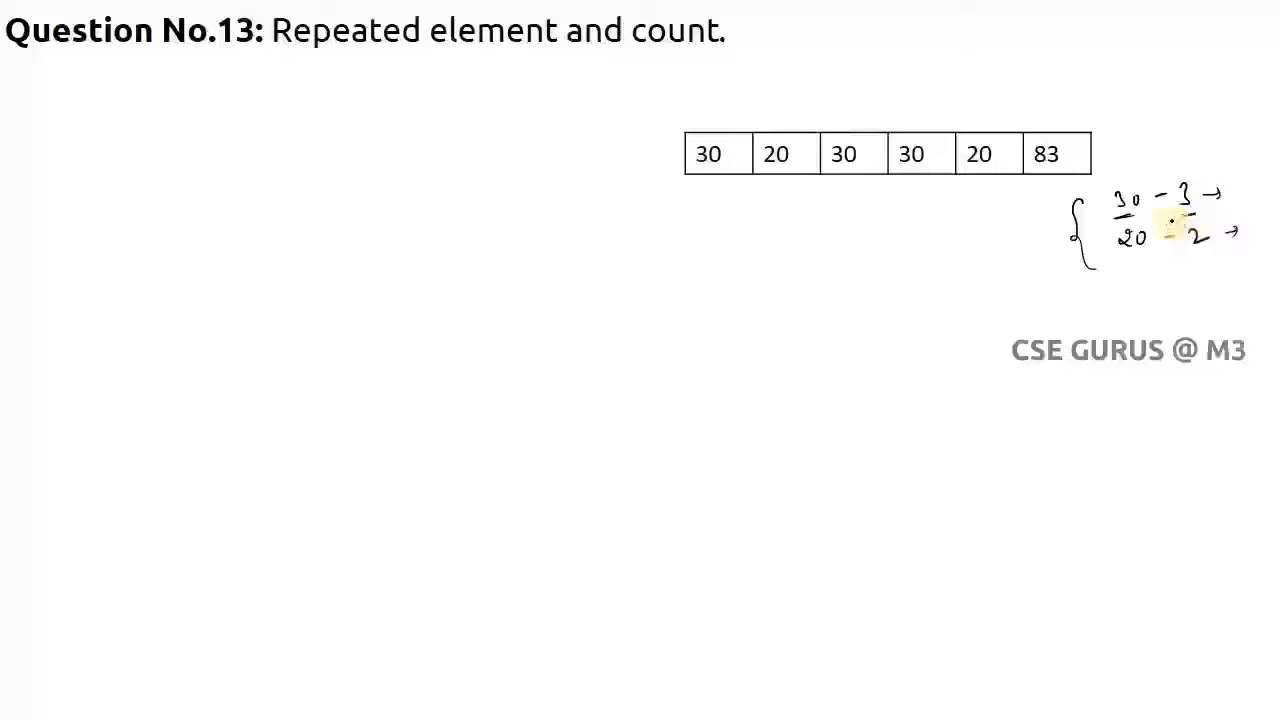 Question No.13: Repeated element and count.
30 20 30 30 20 83
30 - 3 →
20 - 2 →
CSE GURUS @ M3